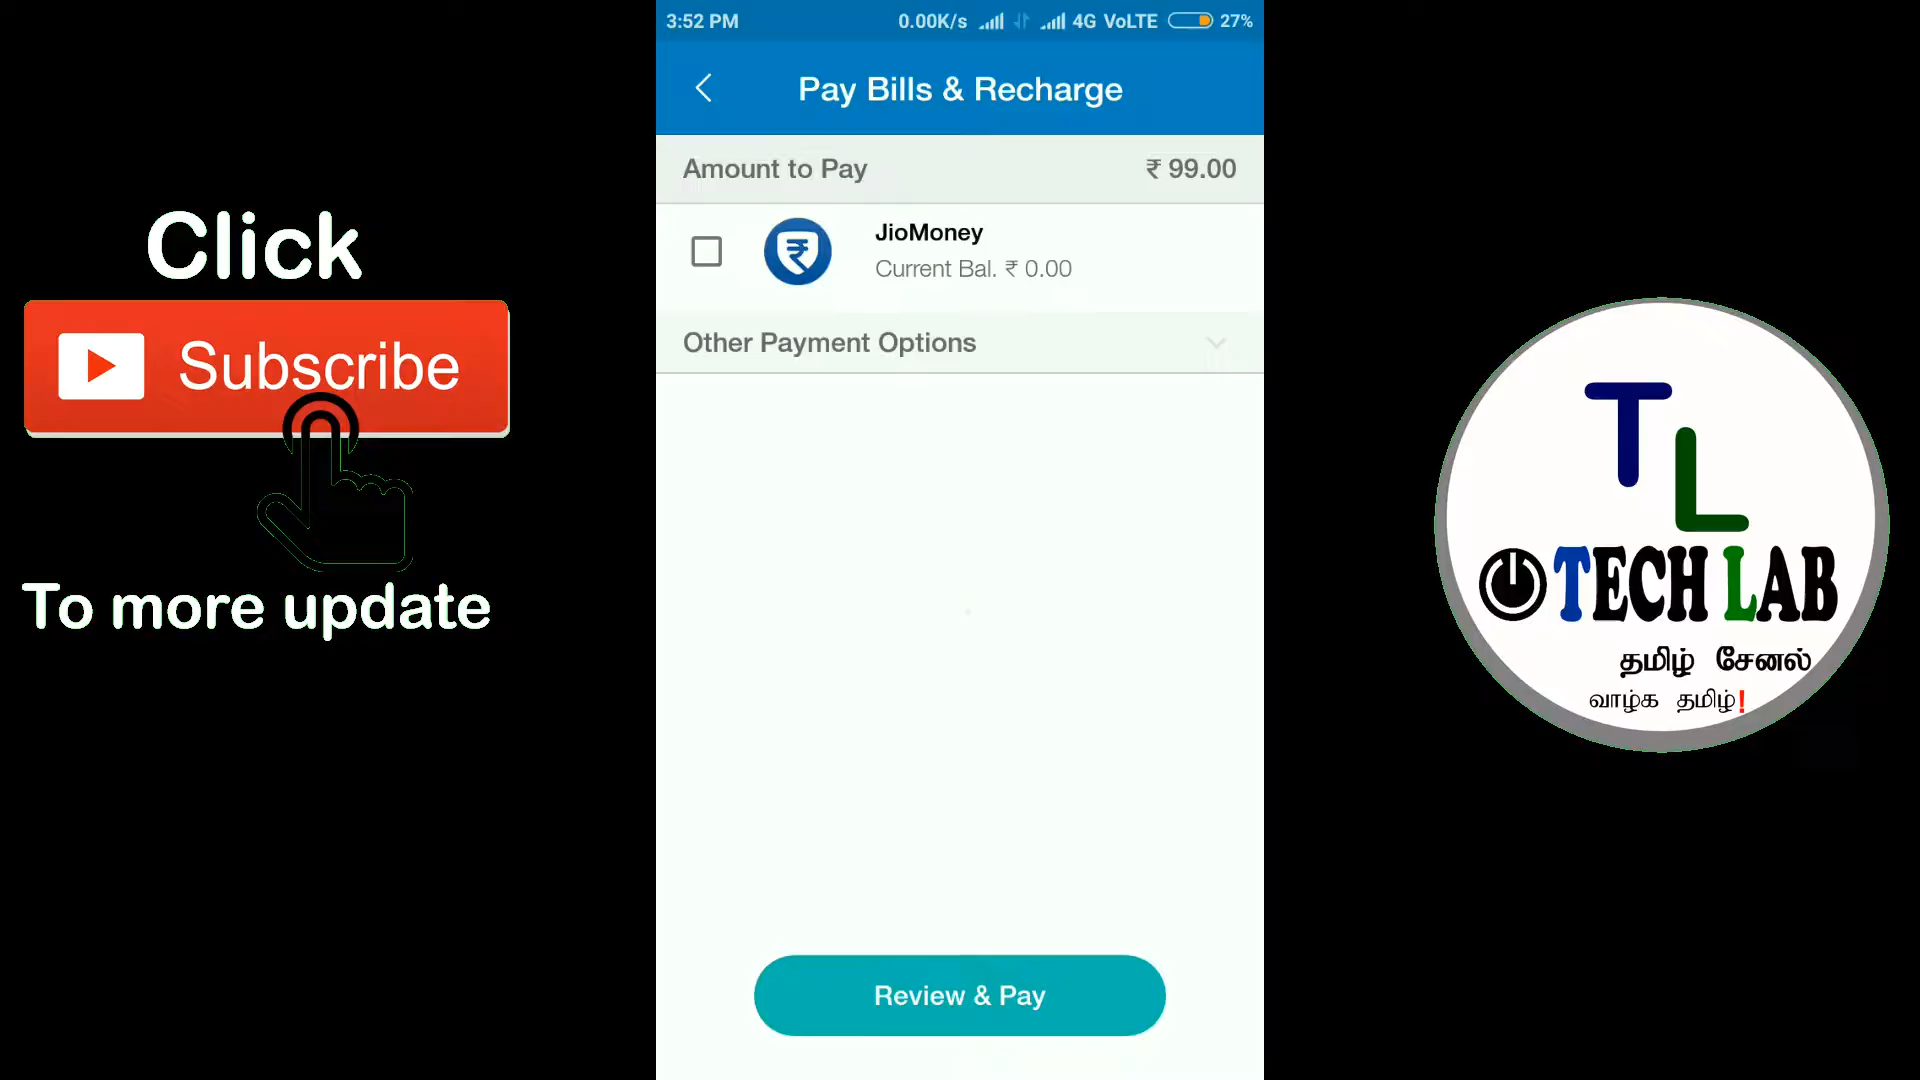 Click
Subscribe
To more update
3:52 PM 0.00K/s 4G VoLTE 27%
Pay Bills & Recharge
Amount to Pay ₹ 99.00
JioMoney
Current Bal. ₹ 0.00
Other Payment Options
Review & Pay
TL
TECH LAB
தமிழ் சேனல்
வாழ்க தமிழ்!